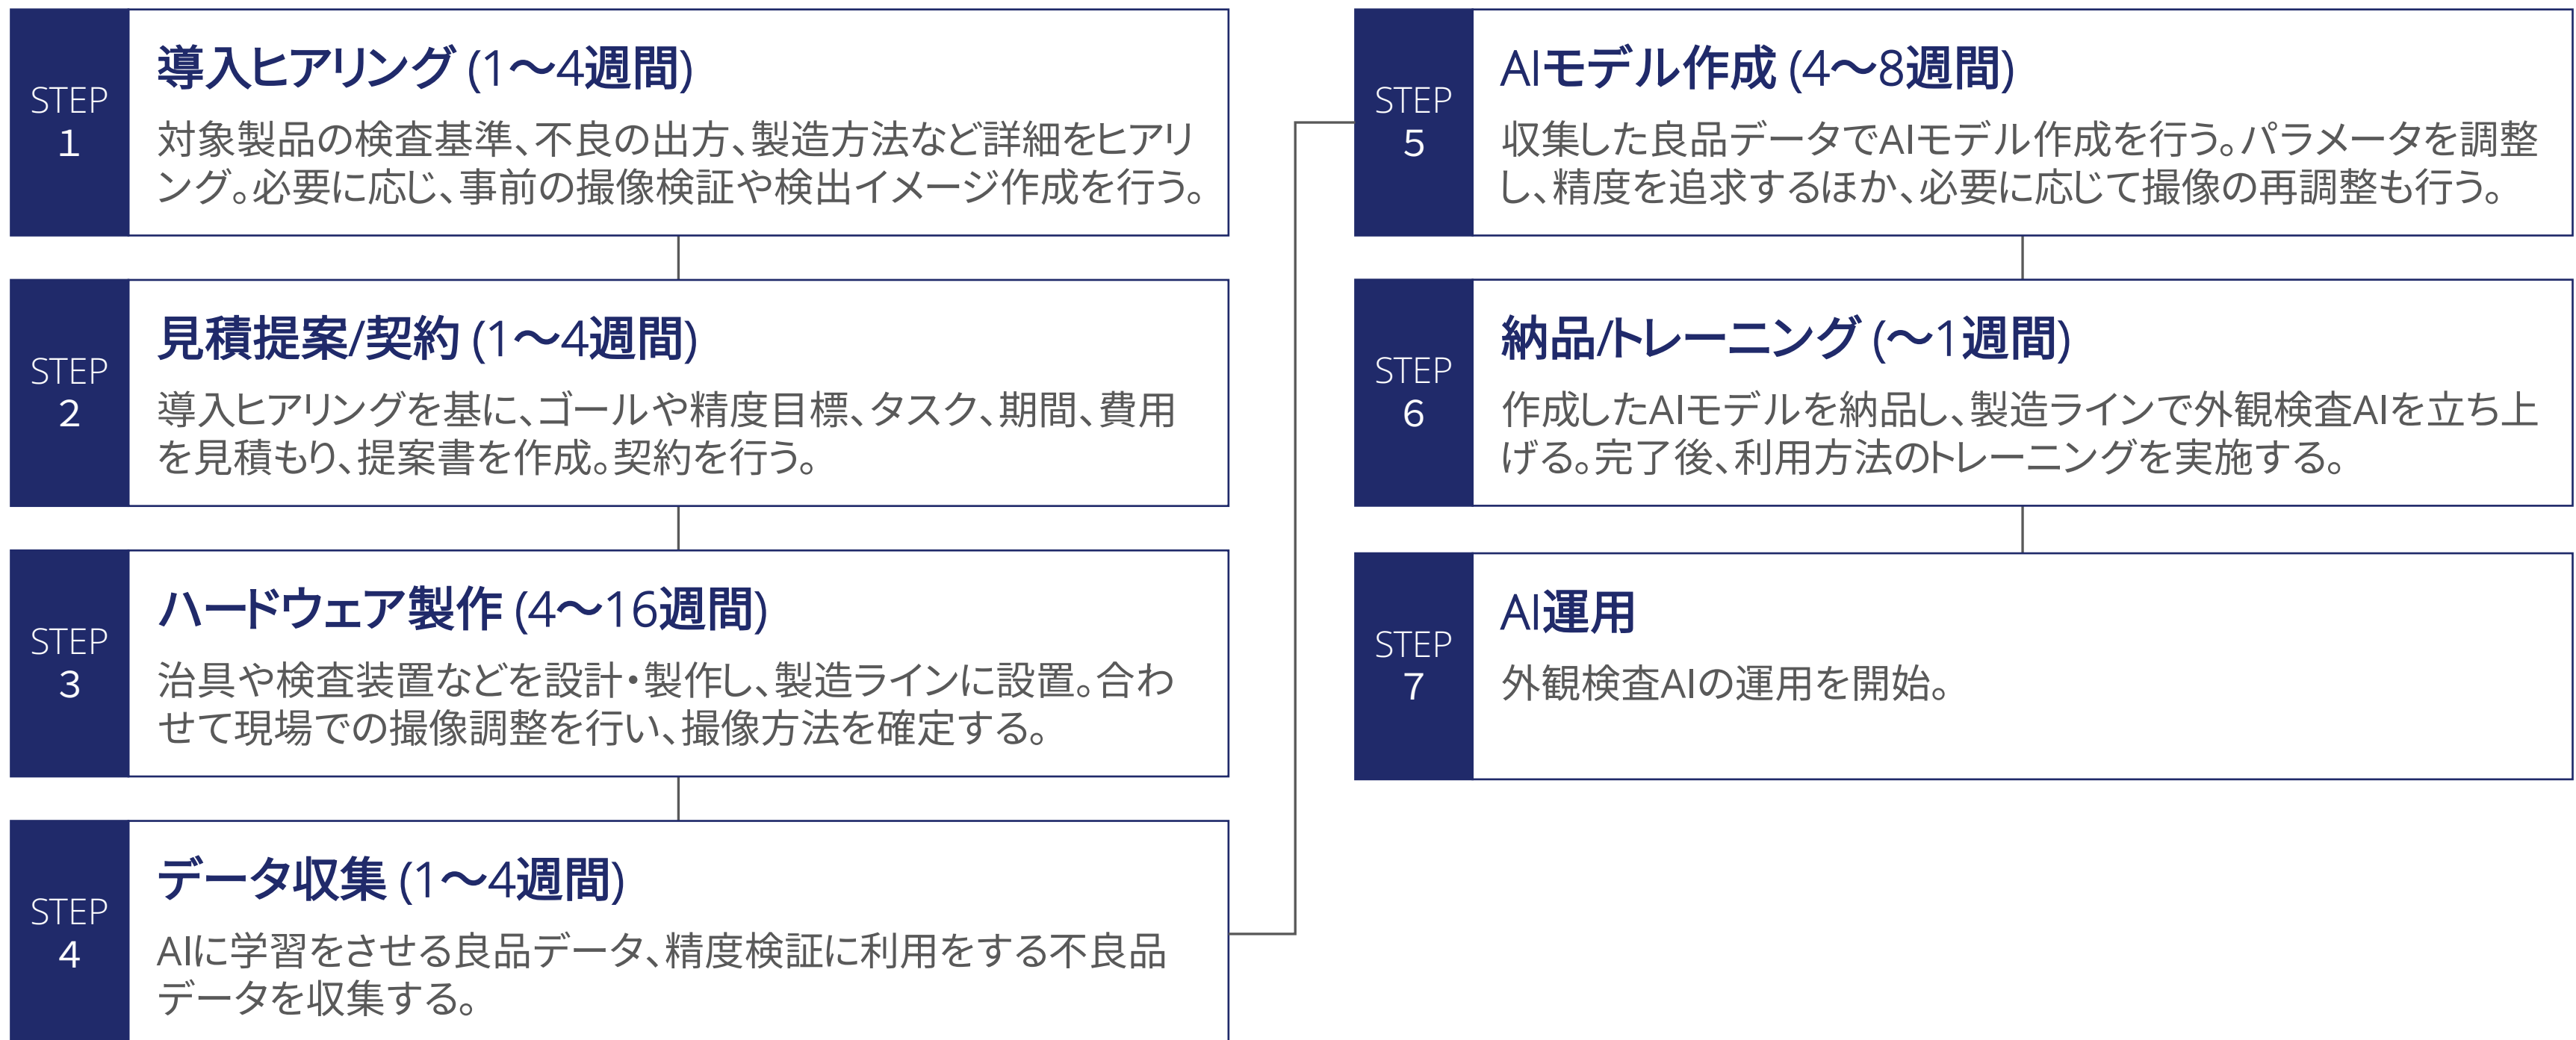 STEP
1
導入ヒアリング (1〜4週間)
対象製品の検査基準、不良の出方、製造方法など詳細をヒアリ
ング。必要に応じ、事前の撮像検証や検出イメージ作成を行う。
STEP
2
見積提案/契約 (1〜4週間)
導入ヒアリングを基に、ゴールや精度目標、タスク、期間、費用
を見積もり、提案書を作成。契約を行う。
STEP
3
ハードウェア製作 (4〜16週間)
治具や検査装置などを設計・製作し、製造ラインに設置。合わ
せて現場での撮像調整を行い、撮像方法を確定する。
STEP
4
データ収集 (1〜4週間)
AIに学習をさせる良品データ、精度検証に利用をする不良品
データを収集する。
STEP
5
AIモデル作成 (4〜8週間)
収集した良品データでAIモデル作成を行う。パラメータを調整
し、精度を追求するほか、必要に応じて撮像の再調整も行う。
STEP
6
納品/トレーニング (〜1週間)
作成したAIモデルを納品し、製造ラインで外観検査AIを立ち上
げる。完了後、利用方法のトレーニングを実施する。
STEP
7
AI運用
外観検査AIの運用を開始。